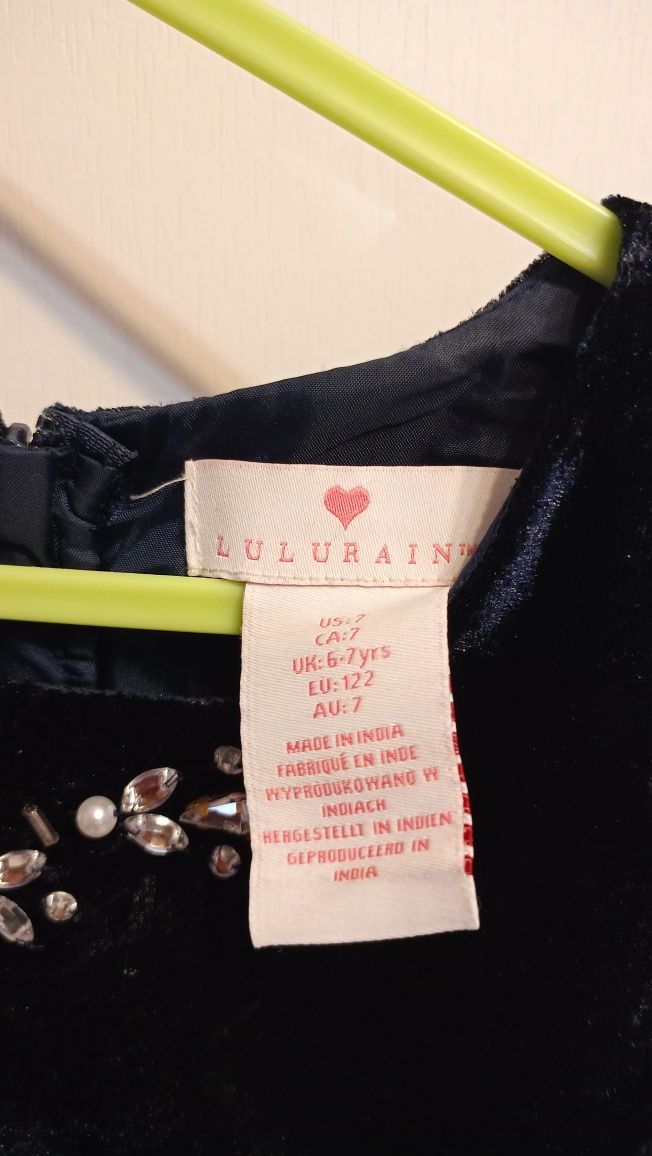 LULURAIN™
US:7
CA:7
UK:6-7yrs
EU:122
AU:7
MADE IN INDIA
FABRIQUÉ EN INDE
WYPRODUKOWANO W
INDIACH
HERGESTELLT IN INDIEN
GEPRODUCEERD IN
INDIA